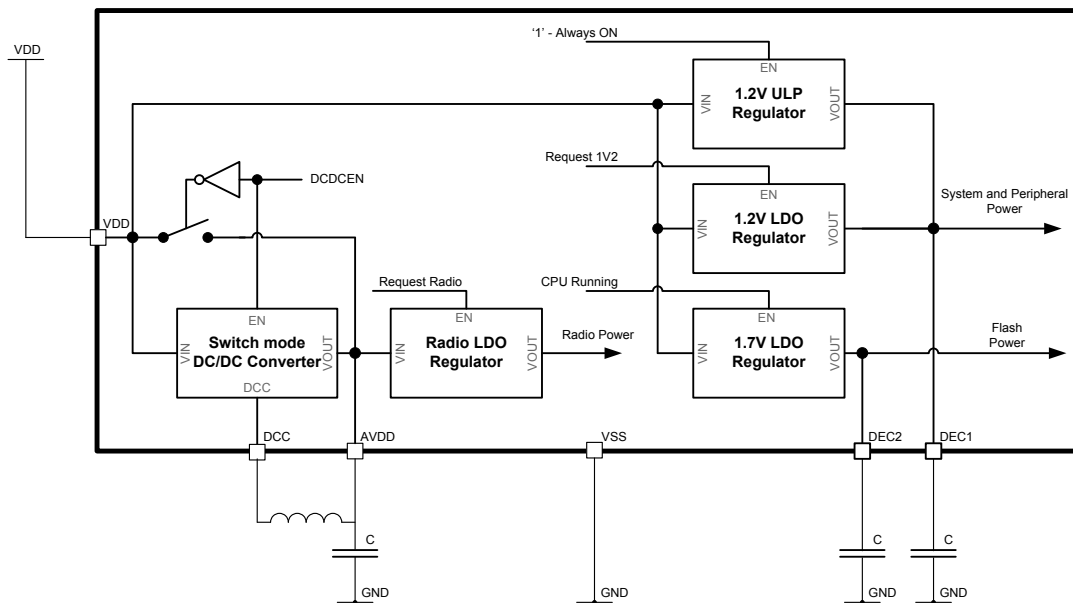 '1' - Always ON
VDD
EN
VIN
1.2V ULP
Regulator
VOUT
Request 1V2
DCDCEN
EN
VIN
1.2V LDO
Regulator
VOUT
System and Peripheral
Power
VDD
Request Radio
CPU Running
EN
VIN
Switch mode
DC/DC Converter
VOUT
DCC
EN
VIN
Radio LDO
Regulator
Radio Power
EN
VIN
1.7V LDO
Regulator
VOUT
Flash
Power
DCC
AVDD
VSS
DEC2
DEC1
C
C
C
GND
GND
GND
GND